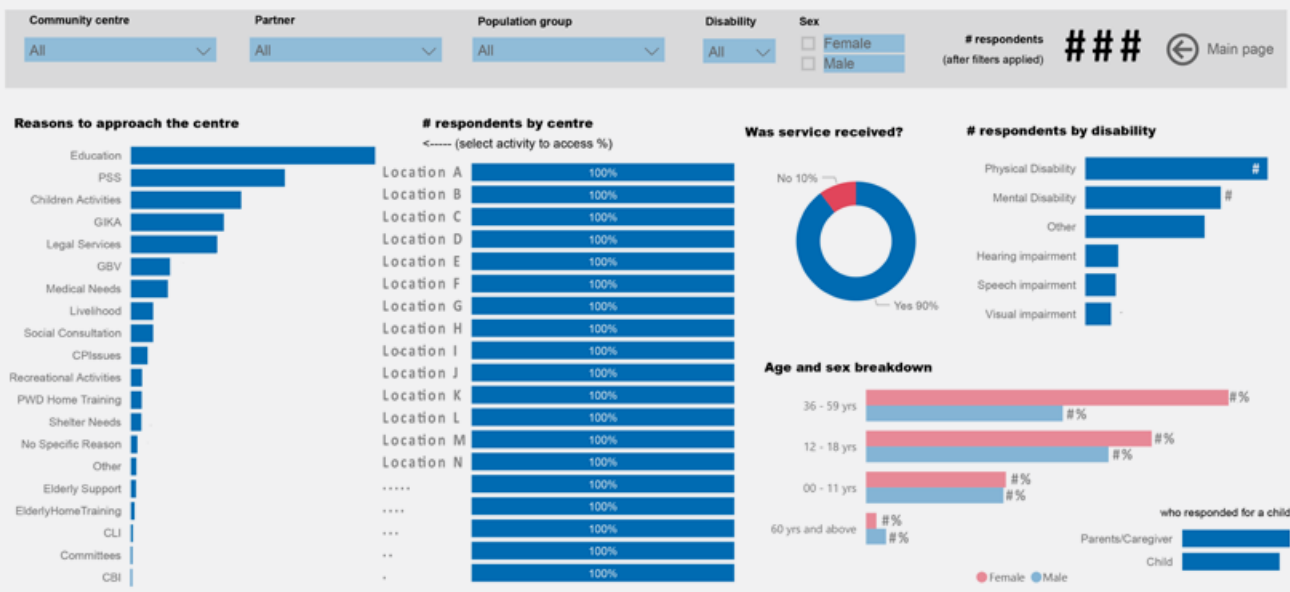 Community centre
All
Partner
All
Population group
All
Disability
All
Sex
Female
Male
# respondents
(after filters applied)
###
Main page
Reasons to approach the centre
Education
PSS
Children Activities
GIKA
Legal Services
GBV
Medical Needs
Livelihood
Social Consultation
CPIssues
Recreational Activities
PWD Home Training
Shelter Needs
No Specific Reason
Other
Elderly Support
ElderlyHomeTraining
CLI
Committees
CBI
# respondents by centre
<----- (select activity to access %)
Location A 100%
Location B 100%
Location C 100%
Location D 100%
Location E 100%
Location F 100%
Location G 100%
Location H 100%
Location I 100%
Location J 100%
Location K 100%
Location L 100%
Location M 100%
Location N 100%
..... 100%
.... 100%
... 100%
.. 100%
. 100%
Was service received?
No 10%
Yes 90%
# respondents by disability
Physical Disability #
Mental Disability #
Other
Hearing impairment
Speech impairment
Visual impairment
Age and sex breakdown
36 - 59 yrs #%
#%
12 - 18 yrs #%
#%
00 - 11 yrs #%
#%
60 yrs and above #%
#%
Female Male
who responded for a child
Parents/Caregiver
Child